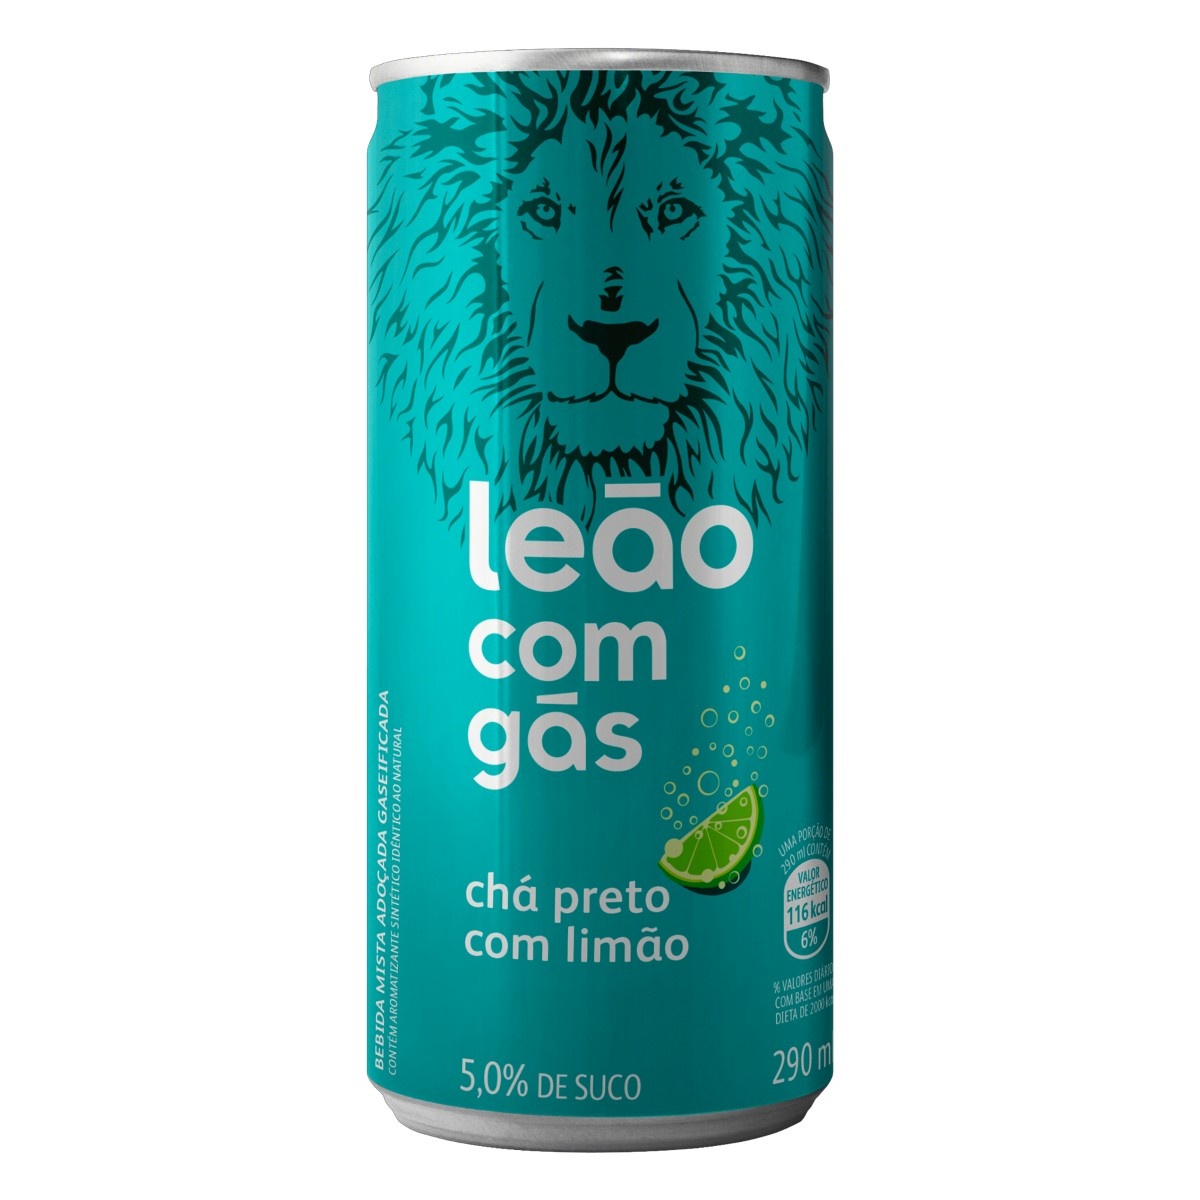 leão
com
gás
chá preto
com limão
5,0% DE SUCO
BEBIDA MISTA ADOÇADA GASEIFICADA
CONTÉM AROMATIZANTE SINTÉTICO IDÊNTICO AO NATURAL
UMA PORÇÃO DE
290 ml CONTÉM
VALOR
ENERGÉTICO
116 kcal
6%
% VALORES DIÁRIO
COM BASE EM UMA
DIETA DE 2000 kca
290 m